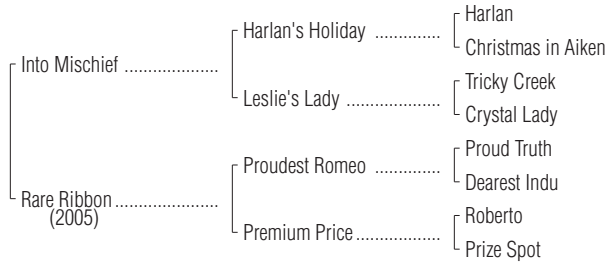 Harlan
Harlan's Holiday ..............
Christmas in Aiken
Into Mischief ....................
Tricky Creek
Leslie's Lady ....................
Crystal Lady
Proud Truth
Proudest Romeo ..............
Dearest Indu
Rare Ribbon ......................
(2005)
Roberto
Premium Price ..................
Prize Spot